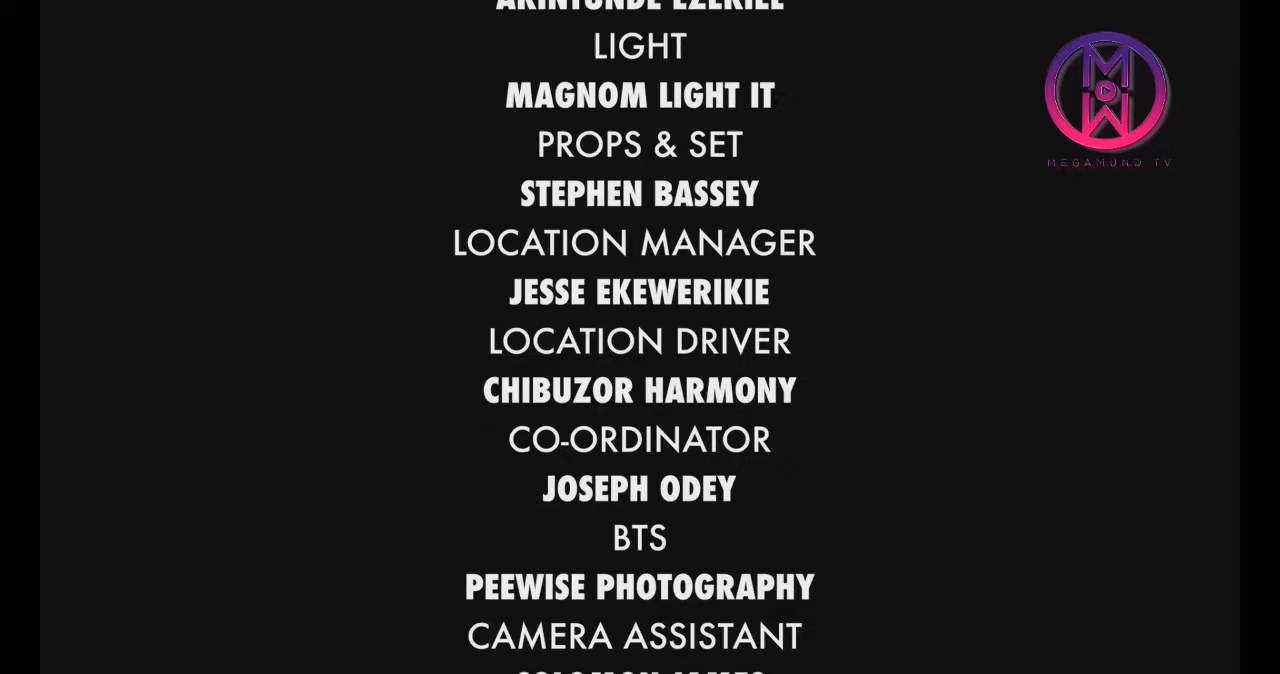 LIGHT
MAGNOM LIGHT IT
PROPS & SET
STEPHEN BASSEY
LOCATION MANAGER
JESSE EKEWERIKIE
LOCATION DRIVER
CHIBUZOR HARMONY
CO-ORDINATOR
JOSEPH ODEY
BTS
PEEWISE PHOTOGRAPHY
CAMERA ASSISTANT
MEGAMUND TV